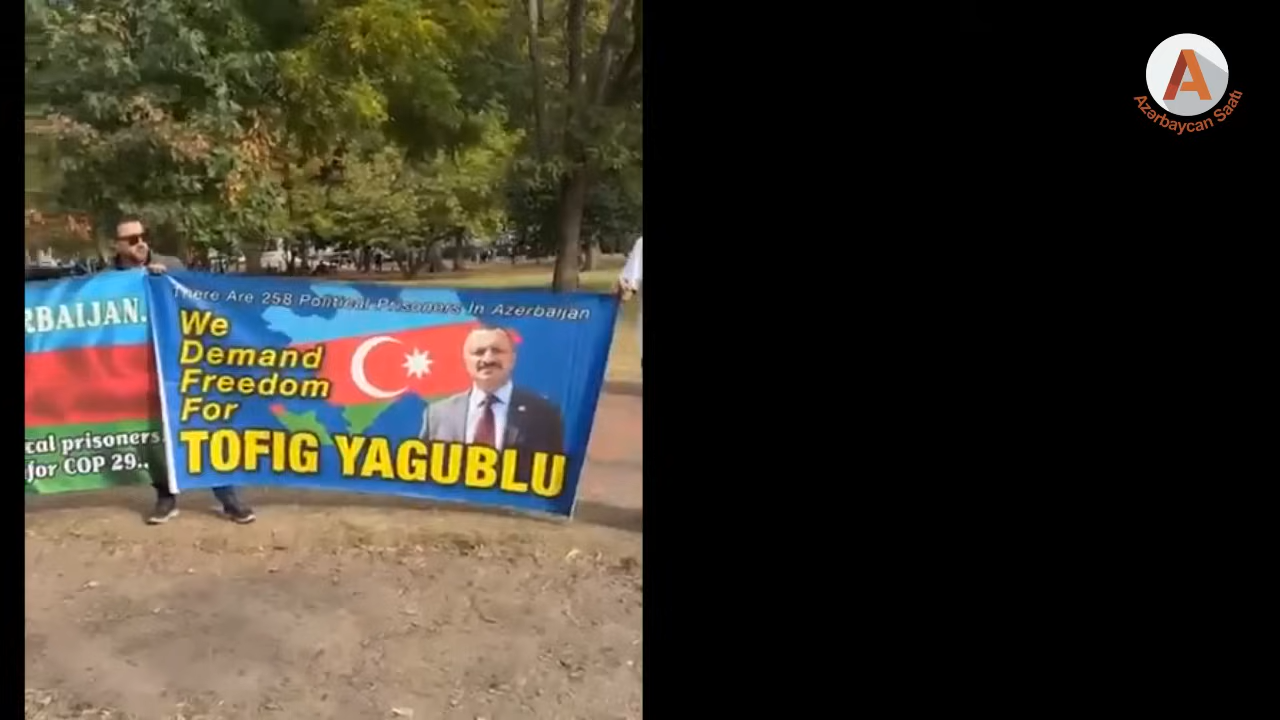 RBAIJAN.
cal prisoners
for COP 29..
There Are 258 Political Prisoners In Azerbaijan
We
Demand
Freedom
For
TOFIG YAGUBLU
Azərbaycan Saatı